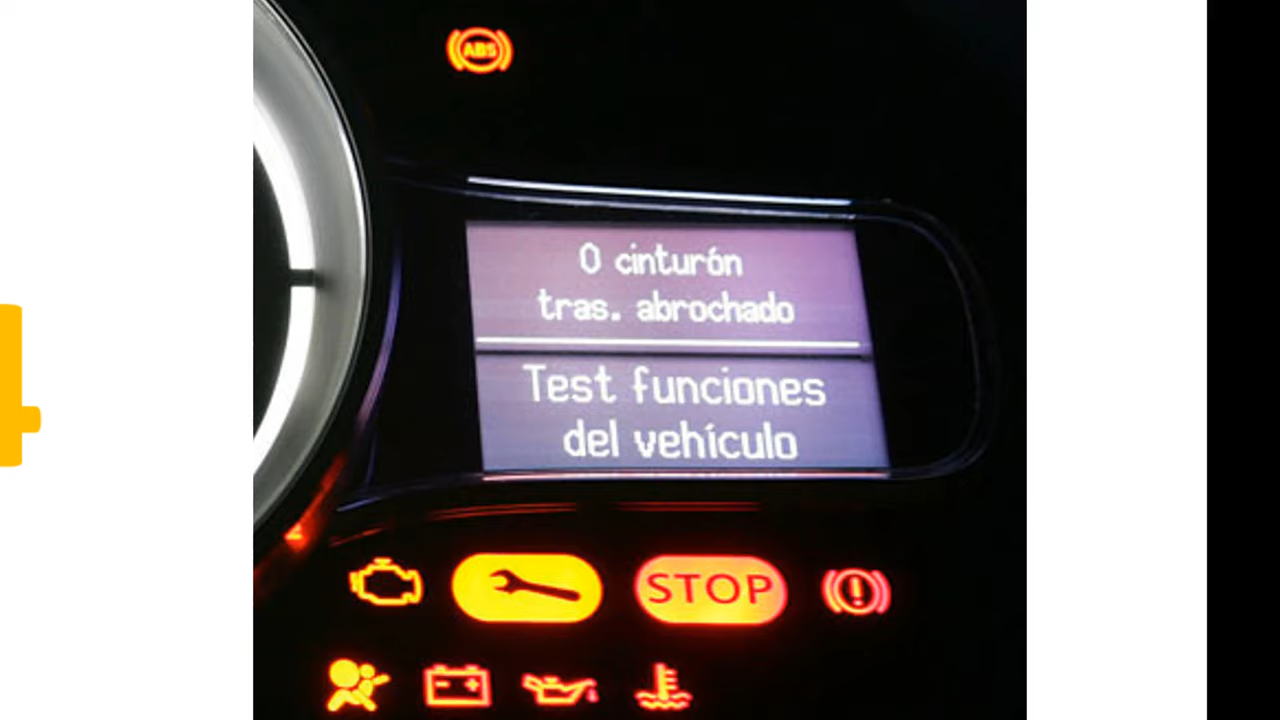 ABS
0 cinturón
tras. abrochado
Test funciones
del vehículo
STOP